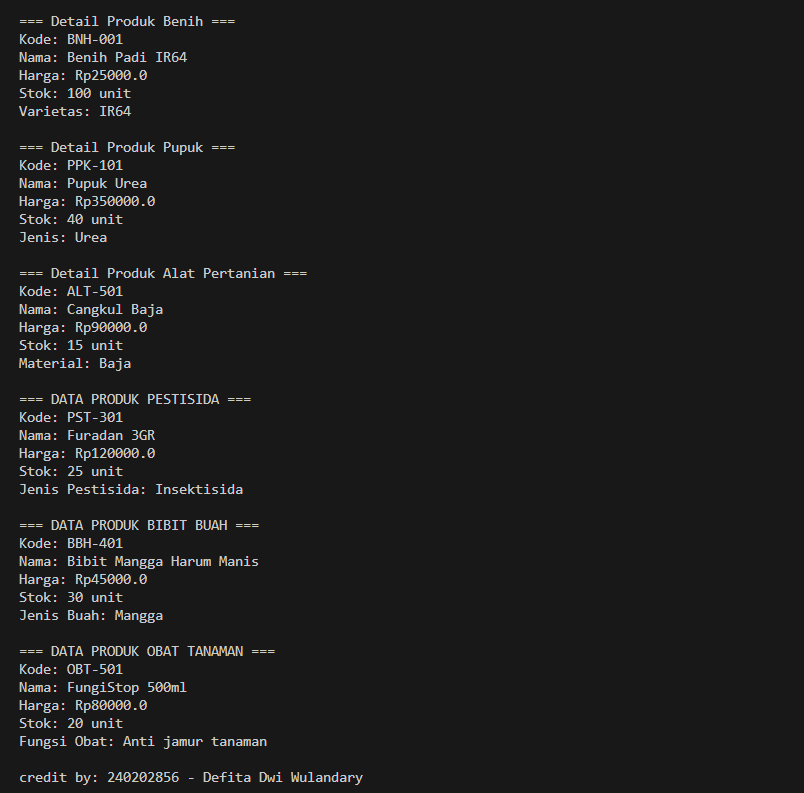 === Detail Produk Benih ===
Kode: BNH-001
Nama: Benih Padi IR64
Harga: Rp25000.0
Stok: 100 unit
Varietas: IR64
=== Detail Produk Pupuk ===
Kode: PPK-101
Nama: Pupuk Urea
Harga: Rp350000.0
Stok: 40 unit
Jenis: Urea
=== Detail Produk Alat Pertanian ===
Kode: ALT-501
Nama: Cangkul Baja
Harga: Rp90000.0
Stok: 15 unit
Material: Baja
=== DATA PRODUK PESTISIDA ===
Kode: PST-301
Nama: Furadan 3GR
Harga: Rp120000.0
Stok: 25 unit
Jenis Pestisida: Insektisida
=== DATA PRODUK BIBIT BUAH ===
Kode: BBH-401
Nama: Bibit Mangga Harum Manis
Harga: Rp45000.0
Stok: 30 unit
Jenis Buah: Mangga
=== DATA PRODUK OBAT TANAMAN ===
Kode: OBT-501
Nama: FungiStop 500ml
Harga: Rp80000.0
Stok: 20 unit
Fungsi Obat: Anti jamur tanaman
credit by: 240202856 - Defita Dwi Wulandary